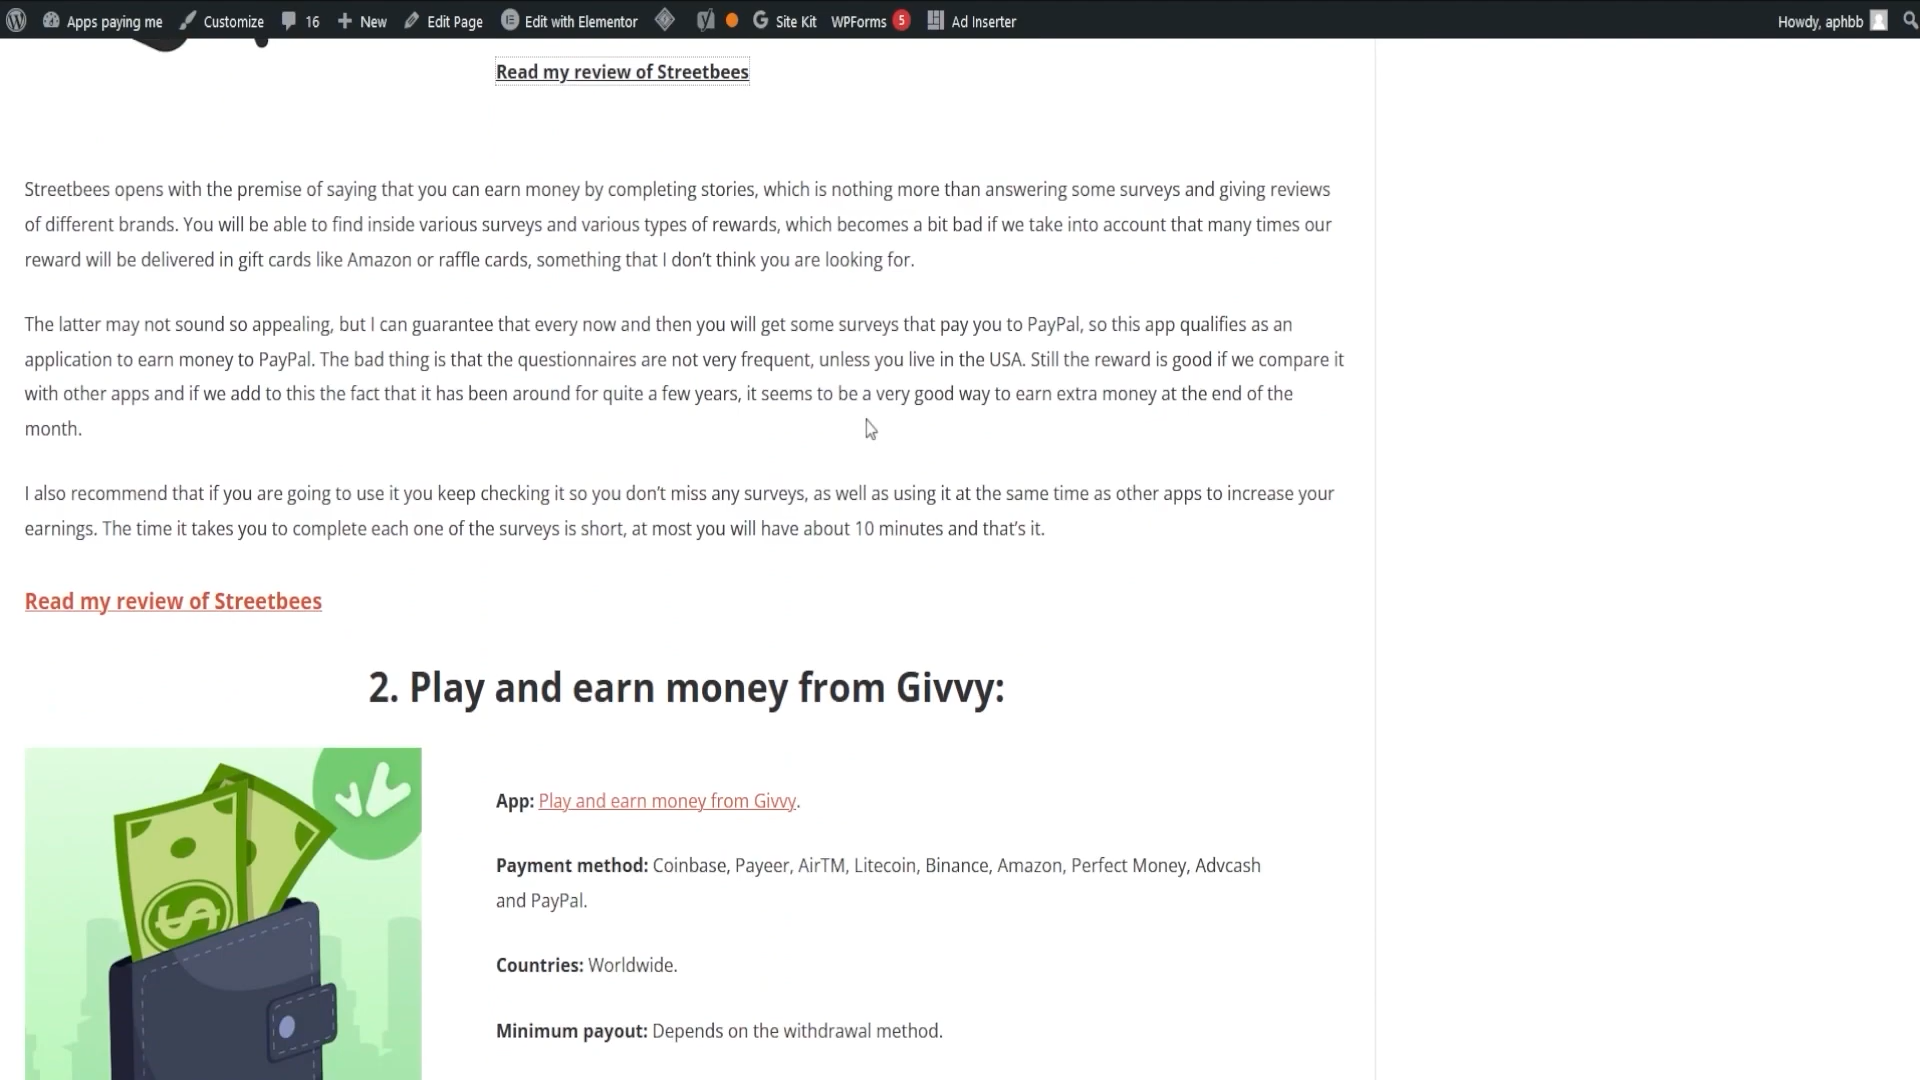 Apps paying me Customize 16 New Edit Page Edit with Elementor Site Kit WPForms 5 Ad Inserter Howdy, aphbb
Read my review of Streetbees
Streetbees opens with the premise of saying that you can earn money by completing stories, which is nothing more than answering some surveys and giving reviews
of different brands. You will be able to find inside various surveys and various types of rewards, which becomes a bit bad if we take into account that many times our
reward will be delivered in gift cards like Amazon or raffle cards, something that I don’t think you are looking for.
The latter may not sound so appealing, but I can guarantee that every now and then you will get some surveys that pay you to PayPal, so this app qualifies as an
application to earn money to PayPal. The bad thing is that the questionnaires are not very frequent, unless you live in the USA. Still the reward is good if we compare it
with other apps and if we add to this the fact that it has been around for quite a few years, it seems to be a very good way to earn extra money at the end of the
month.
I also recommend that if you are going to use it you keep checking it so you don’t miss any surveys, as well as using it at the same time as other apps to increase your
earnings. The time it takes you to complete each one of the surveys is short, at most you will have about 10 minutes and that’s it.
Read my review of Streetbees
2. Play and earn money from Givvy:
App: Play and earn money from Givvy.
Payment method: Coinbase, Payeer, AirTM, Litecoin, Binance, Amazon, Perfect Money, Advcash
and PayPal.
Countries: Worldwide.
Minimum payout: Depends on the withdrawal method.